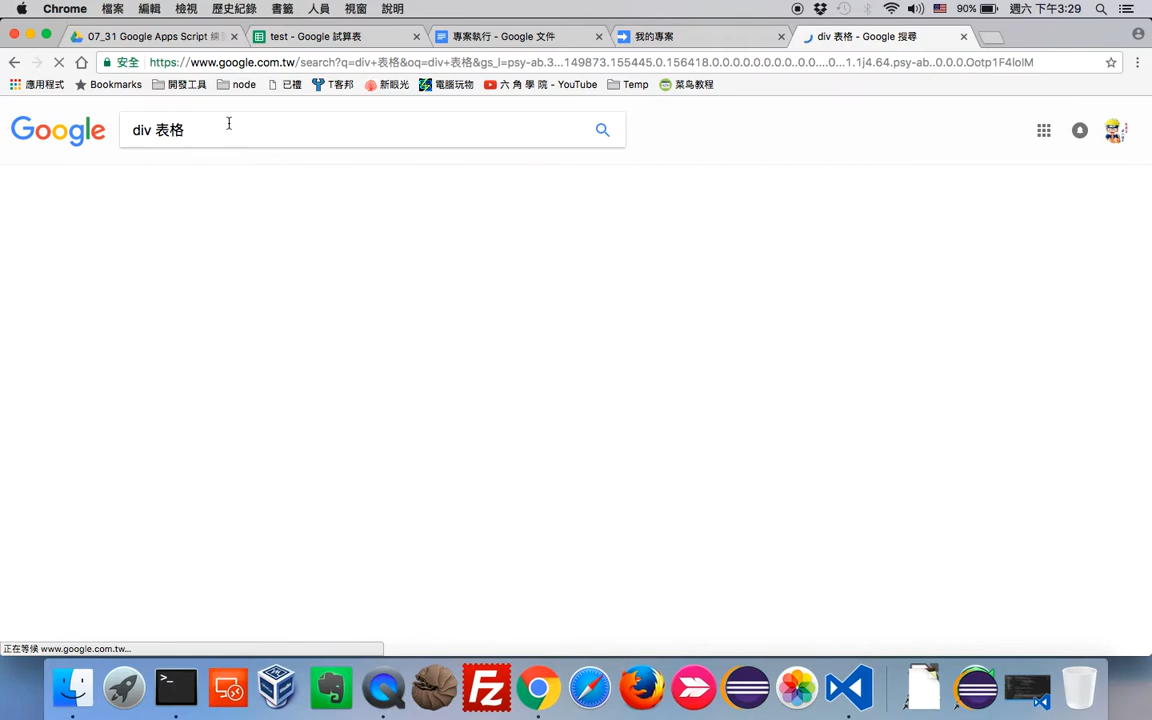 Chrome 檔案 編輯 檢視 歷史紀錄 書籤 人員 視窗 說明 90% 週六 下午3:29
07_31 Google Apps Script 練 test - Google 試算表 專案執行 - Google 文件 我的專案 div 表格 - Google 搜尋
安全 https://www.google.com.tw/search?q=div+表格&oq=div+表格&gs_l=psy-ab.3...149873.155445.0.156418.0.0.0.0.0.0.0.0..0.0....0...1.1j4.64.psy-ab..0.0.0.Ootp1F4loIM
應用程式 Bookmarks 開發工具 node 已禮 T客邦 新觀光 電腦玩物 六 角 學 院 - YouTube Temp 菜鸟教程
Google div 表格
正在等候 www.google.com.tw...